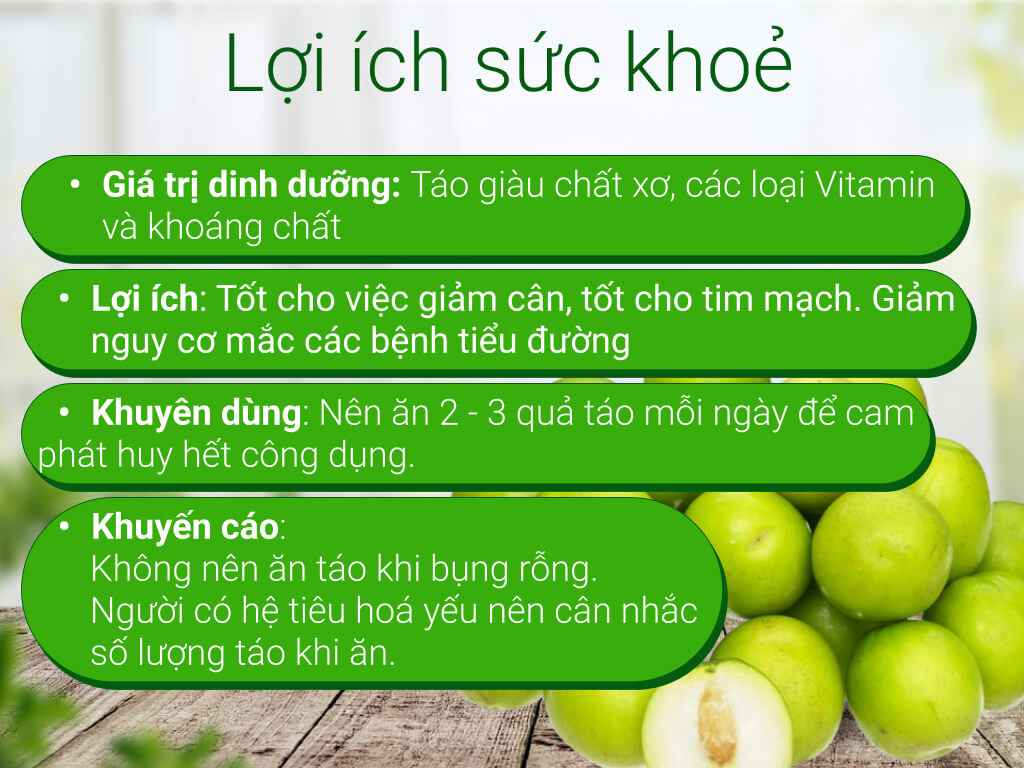 Lợi ích sức khoẻ
• Giá trị dinh dưỡng: Táo giàu chất xơ, các loại Vitamin
và khoáng chất
• Lợi ích: Tốt cho việc giảm cân, tốt cho tim mạch. Giảm
nguy cơ mắc các bệnh tiểu đường
• Khuyên dùng: Nên ăn 2 - 3 quả táo mỗi ngày để cam
phát huy hết công dụng.
• Khuyến cáo:
Không nên ăn táo khi bụng rỗng.
Người có hệ tiêu hoá yếu nên cân nhắc
số lượng táo khi ăn.